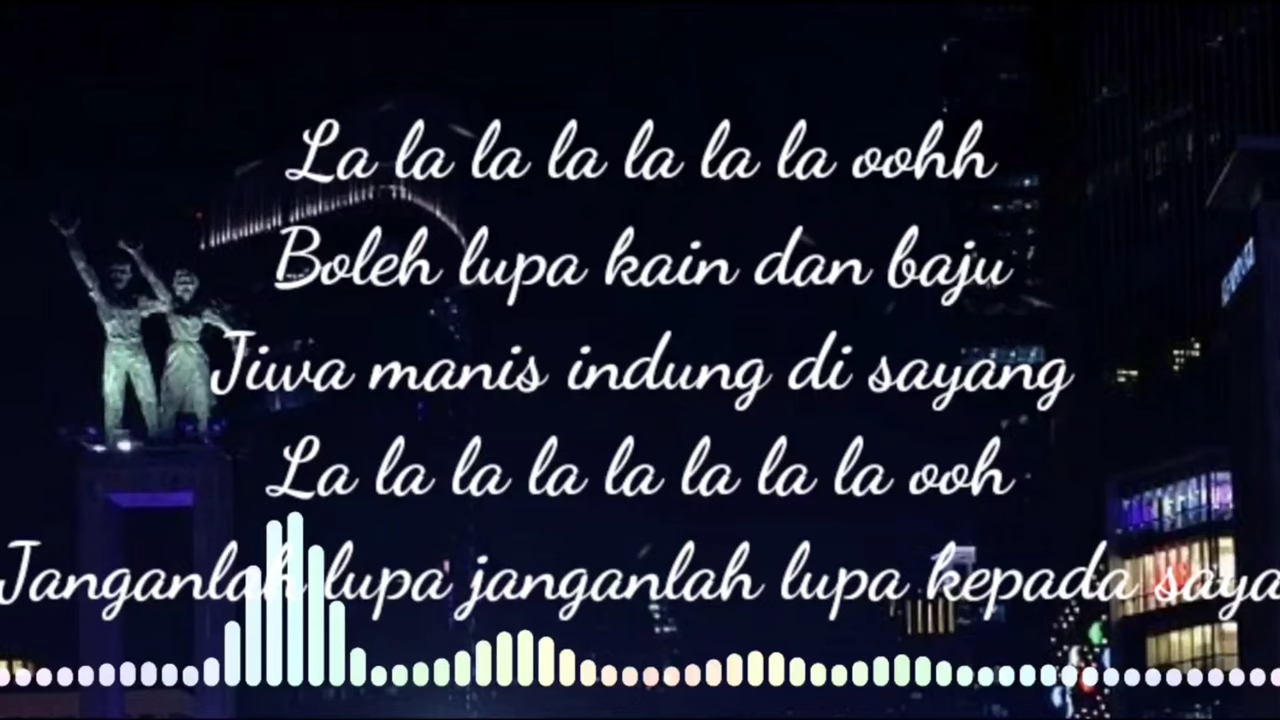 La la la la la la la oohh
Boleh lupa kain dan baju
Jiwa manis indung di sayang
La la la la la la la la ooh
Janganlah lupa janganlah lupa kepada saya